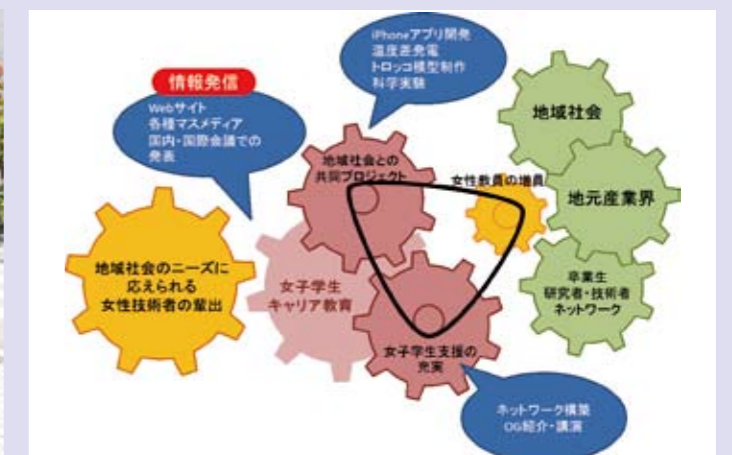 iPhoneアプリ開発
温度差発電
トロッコ模型制作
科学実験
情報発信
Webサイト
各種マスメディア
国内・国際会議での
発表
地域社会
地域社会との
共同プロジェクト
女性教員の増員
地元産業界
地域社会のニーズに
応えられる
女性技術者の輩出
女子学生
キャリア教育
卒業生
研究者・技術者
ネットワーク
女子学生支援の
充実
ネットワーク構築
OG紹介・講演